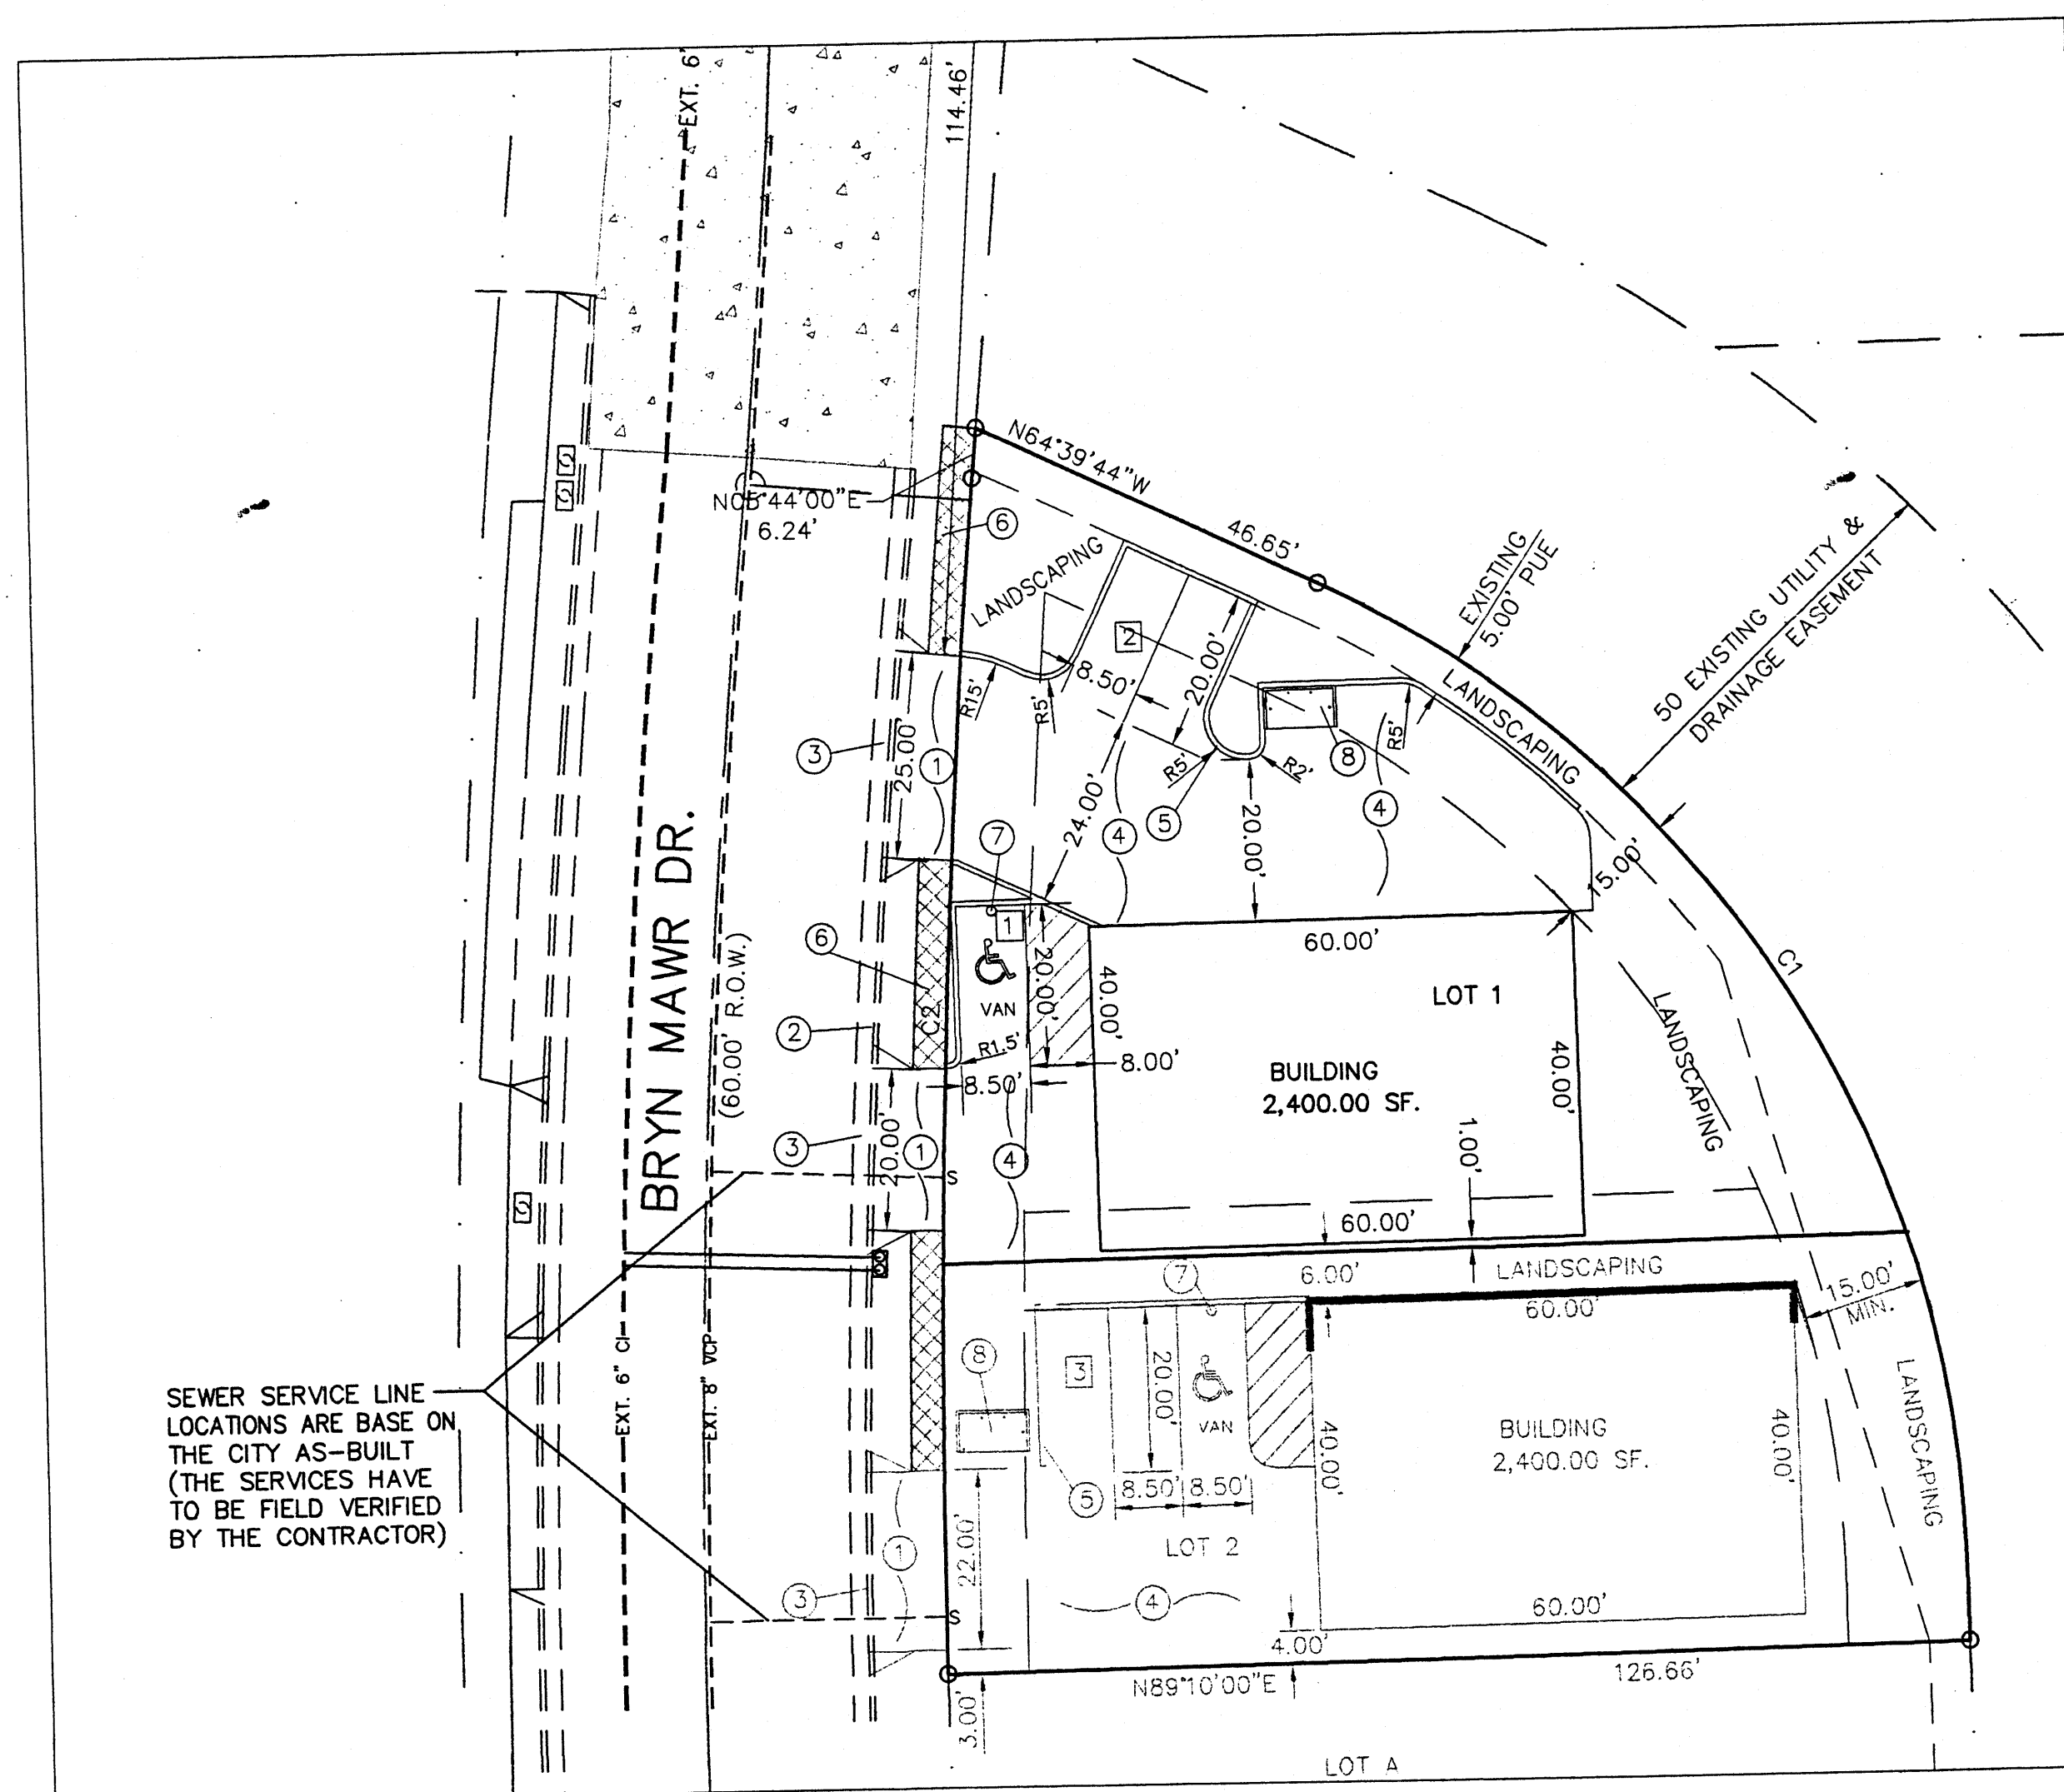 EXT. 6'
114.46'
N64°39'44"W
N05°44'00"E
6.24'
6
46.65'
EXISTING
5.00' PUE
50 EXISTING UTILITY &
DRAINAGE EASEMENT
LANDSCAPING
2
8.50'
20.00'
R15'
R5'
LANDSCAPING
3
25.00'
1
R5'
R2'
8
R5'
4
24.00'
4
5
20.00'
4
15.00'
7
1
6
C2
VAN
20.00'
R1.5'
8.50'
8.00'
40.00'
60.00'
LOT 1
BUILDING
2,400.00 SF.
40.00'
LANDSCAPING
C1
BRYN MAWR DR.
(60.00' R.O.W.)
2
3
20.00'
1
4
S
1.00'
60.00'
6.00'
LANDSCAPING
7
60.00'
15.00'
MIN.
EXT. 6" CI
EXT. 8" VCP
8
3
20.00'
VAN
8.50'
8.50'
5
40.00'
BUILDING
2,400.00 SF.
40.00'
LANDSCAPING
SEWER SERVICE LINE
LOCATIONS ARE BASE ON
THE CITY AS-BUILT
(THE SERVICES HAVE
TO BE FIELD VERIFIED
BY THE CONTRACTOR)
LOT 2
1
22.00'
3
4
S
60.00'
4.00'
N89°10'00"E
126.66'
3.00'
LOT A